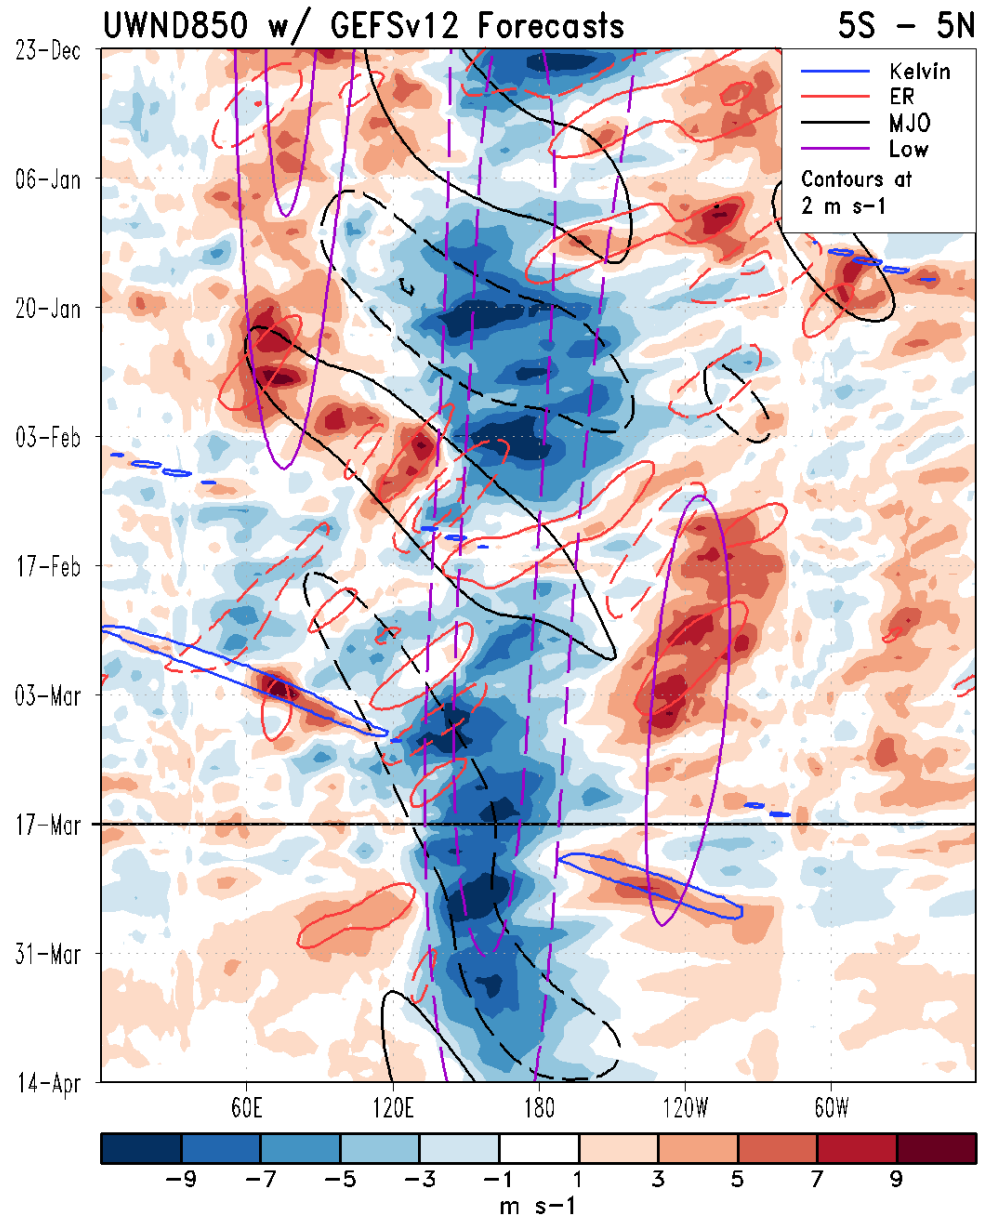 UWND850 w/ GEFSv12 Forecasts 5S - 5N
23-Dec
06-Jan
20-Jan
03-Feb
17-Feb
03-Mar
17-Mar
31-Mar
14-Apr
Kelvin
ER
MJO
Low
Contours at
2 m s-1
60E 120E 180 120W 60W
-9 -7 -5 -3 -1 1 3 5 7 9
m s-1